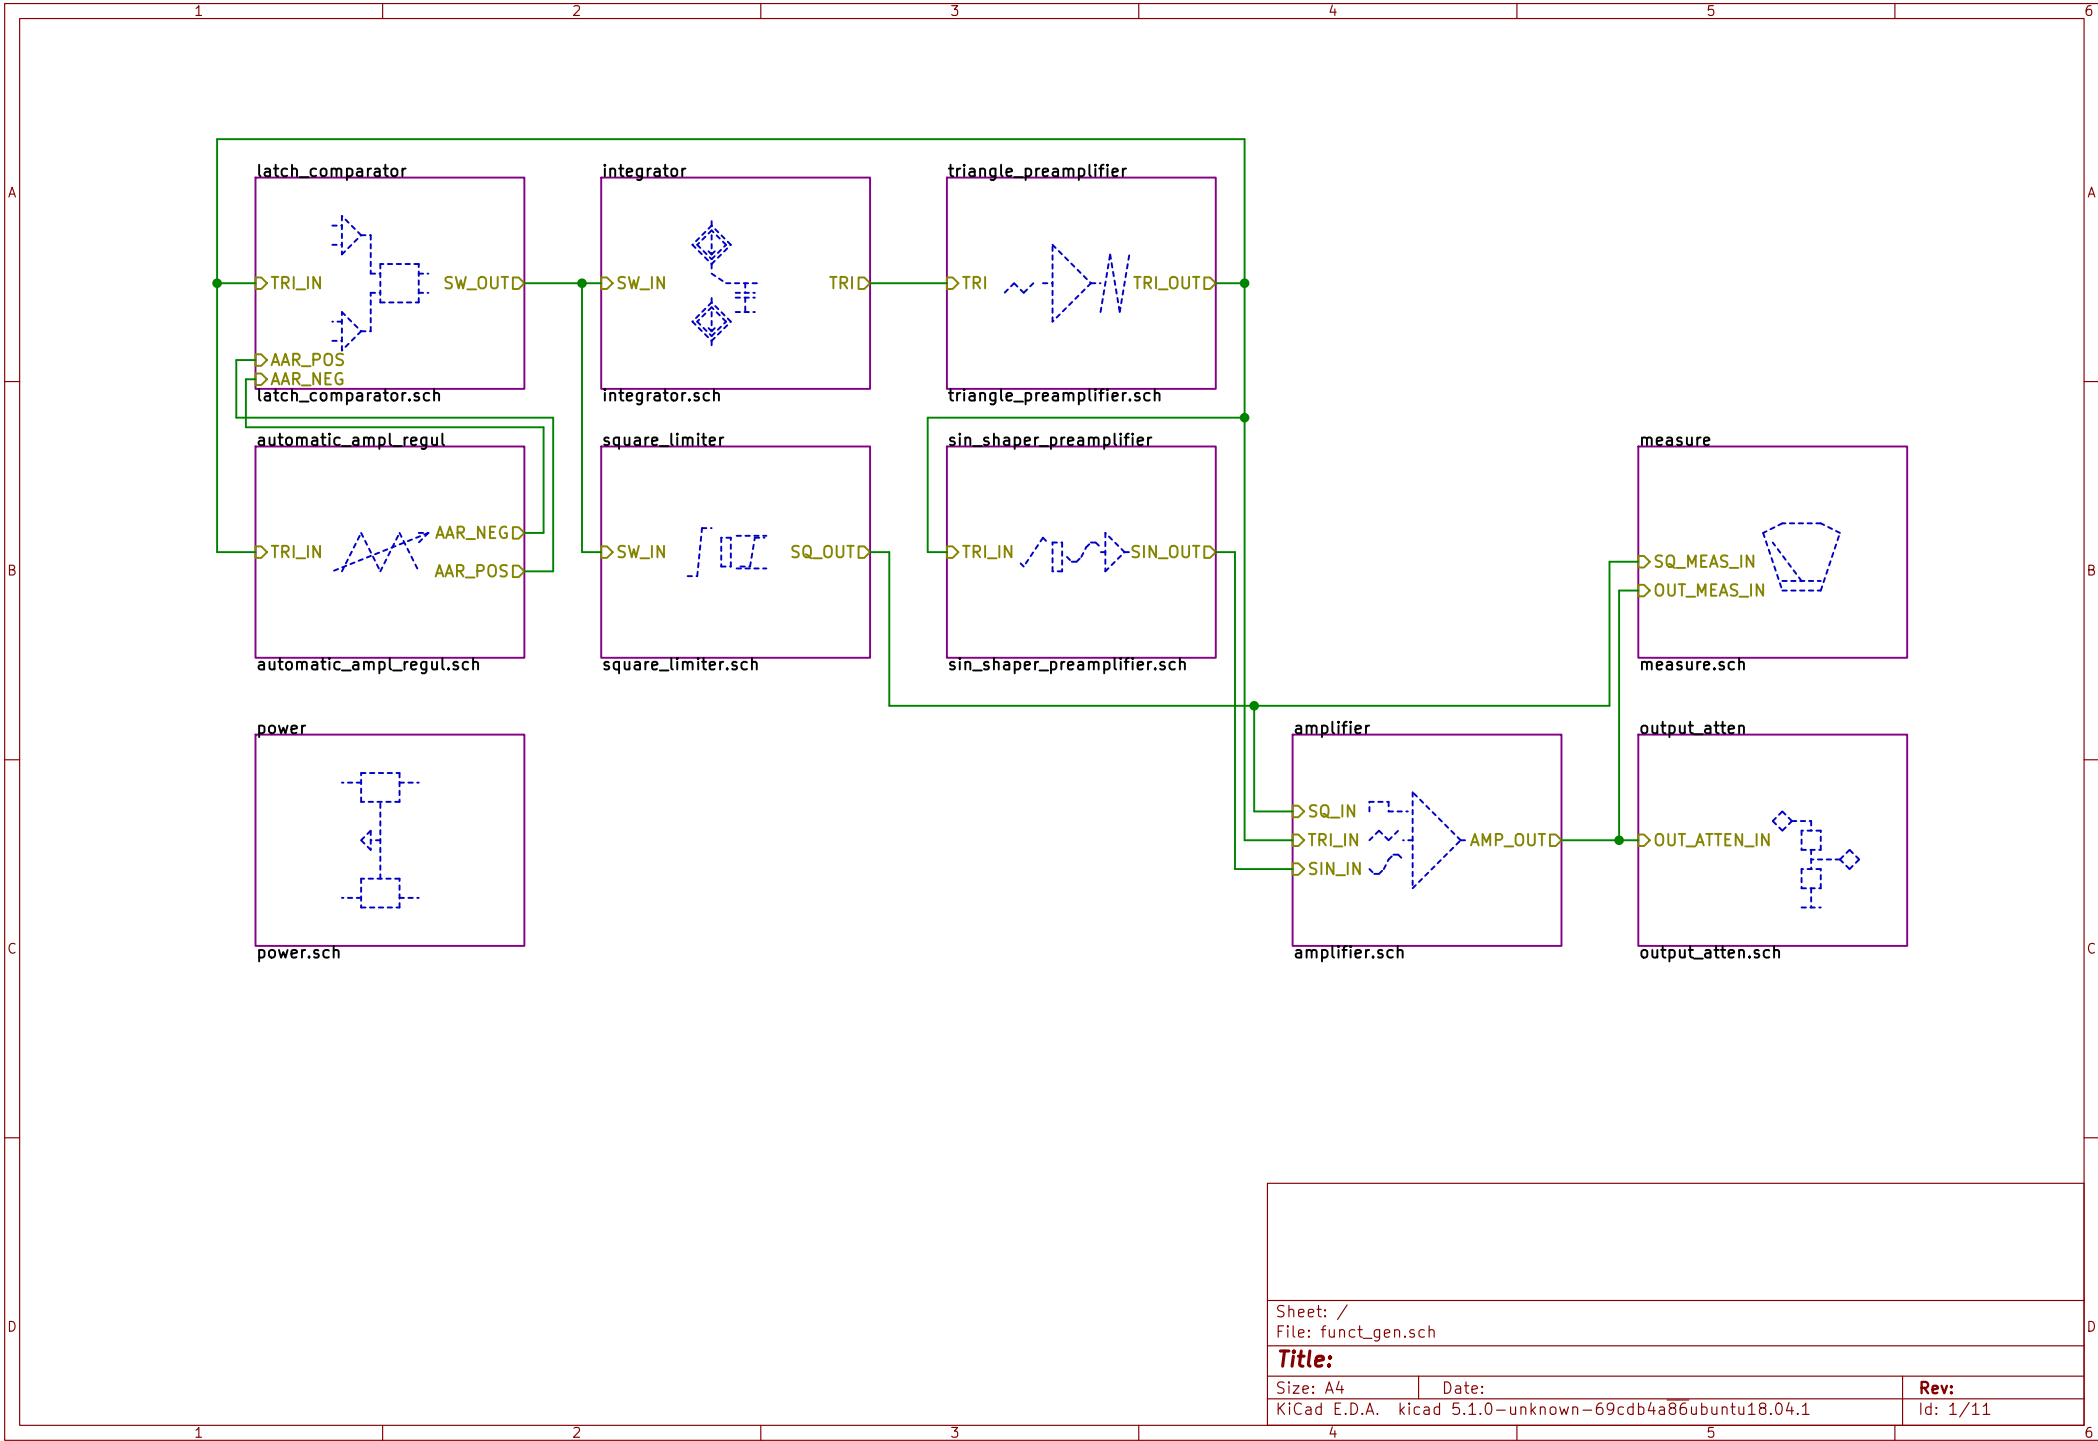 1 2 3 4 5 6
A A
latch_comparator integrator triangle_preamplifier
TRI_IN SW_OUT SW_IN TRI TRI TRI_OUT
AAR_POS
AAR_NEG
latch_comparator.sch integrator.sch triangle_preamplifier.sch
automatic_ampl_regul square_limiter sin_shaper_preamplifier measure
AAR_NEG
TRI_IN SW_IN SQ_OUT TRI_IN SIN_OUT
SQ_MEAS_IN
B AAR_POS B
OUT_MEAS_IN
automatic_ampl_regul.sch square_limiter.sch sin_shaper_preamplifier.sch measure.sch
power amplifier output_atten
SQ_IN
TRI_IN AMP_OUT OUT_ATTEN_IN
SIN_IN
C C
power.sch amplifier.sch output_atten.sch
Sheet: /
D D
File: funct_gen.sch
Title:
Size: A4 Date: Rev:
KiCad E.D.A. kicad 5.1.0-unknown-69cdb4a86ubuntu18.04.1 Id: 1/11
1 2 3 4 5 6